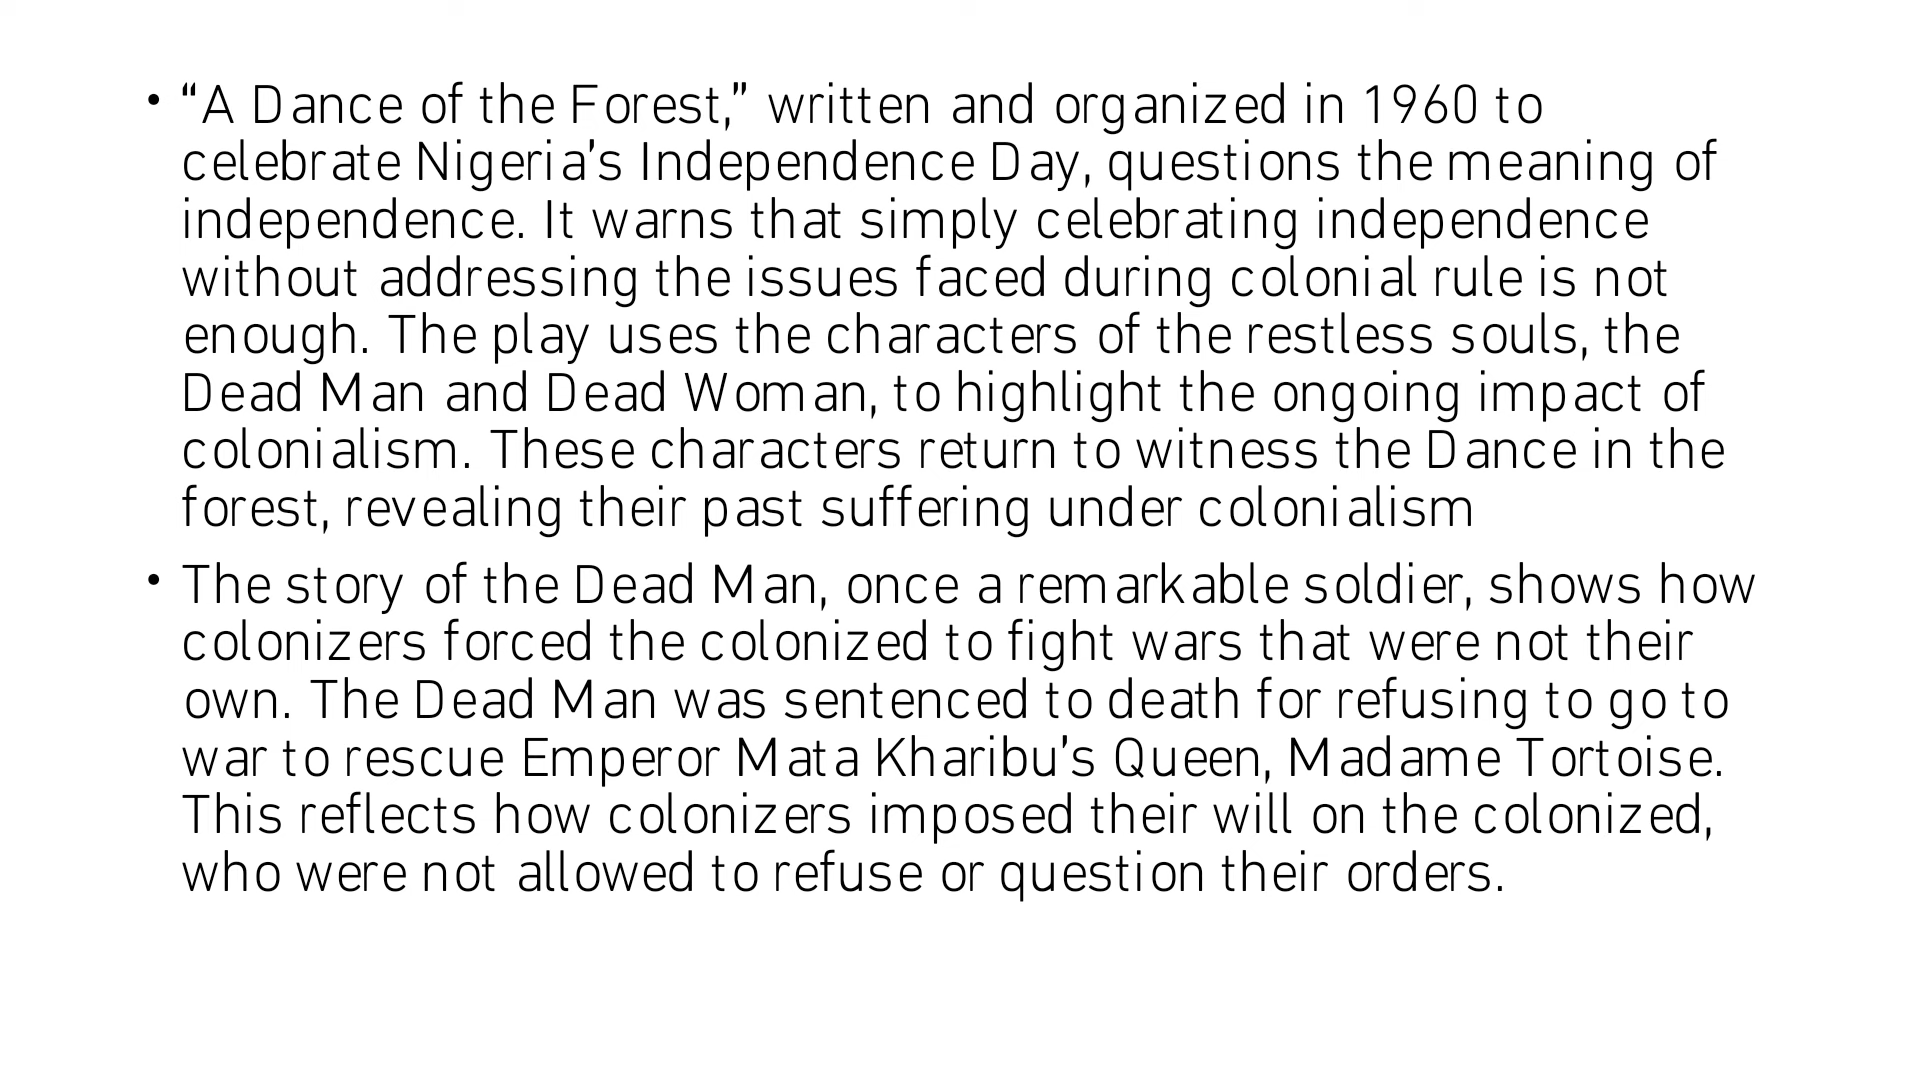 • “A Dance of the Forest,” written and organized in 1960 to
celebrate Nigeria’s Independence Day, questions the meaning of
independence. It warns that simply celebrating independence
without addressing the issues faced during colonial rule is not
enough. The play uses the characters of the restless souls, the
Dead Man and Dead Woman, to highlight the ongoing impact of
colonialism. These characters return to witness the Dance in the
forest, revealing their past suffering under colonialism
• The story of the Dead Man, once a remarkable soldier, shows how
colonizers forced the colonized to fight wars that were not their
own. The Dead Man was sentenced to death for refusing to go to
war to rescue Emperor Mata Kharibu’s Queen, Madame Tortoise.
This reflects how colonizers imposed their will on the colonized,
who were not allowed to refuse or question their orders.